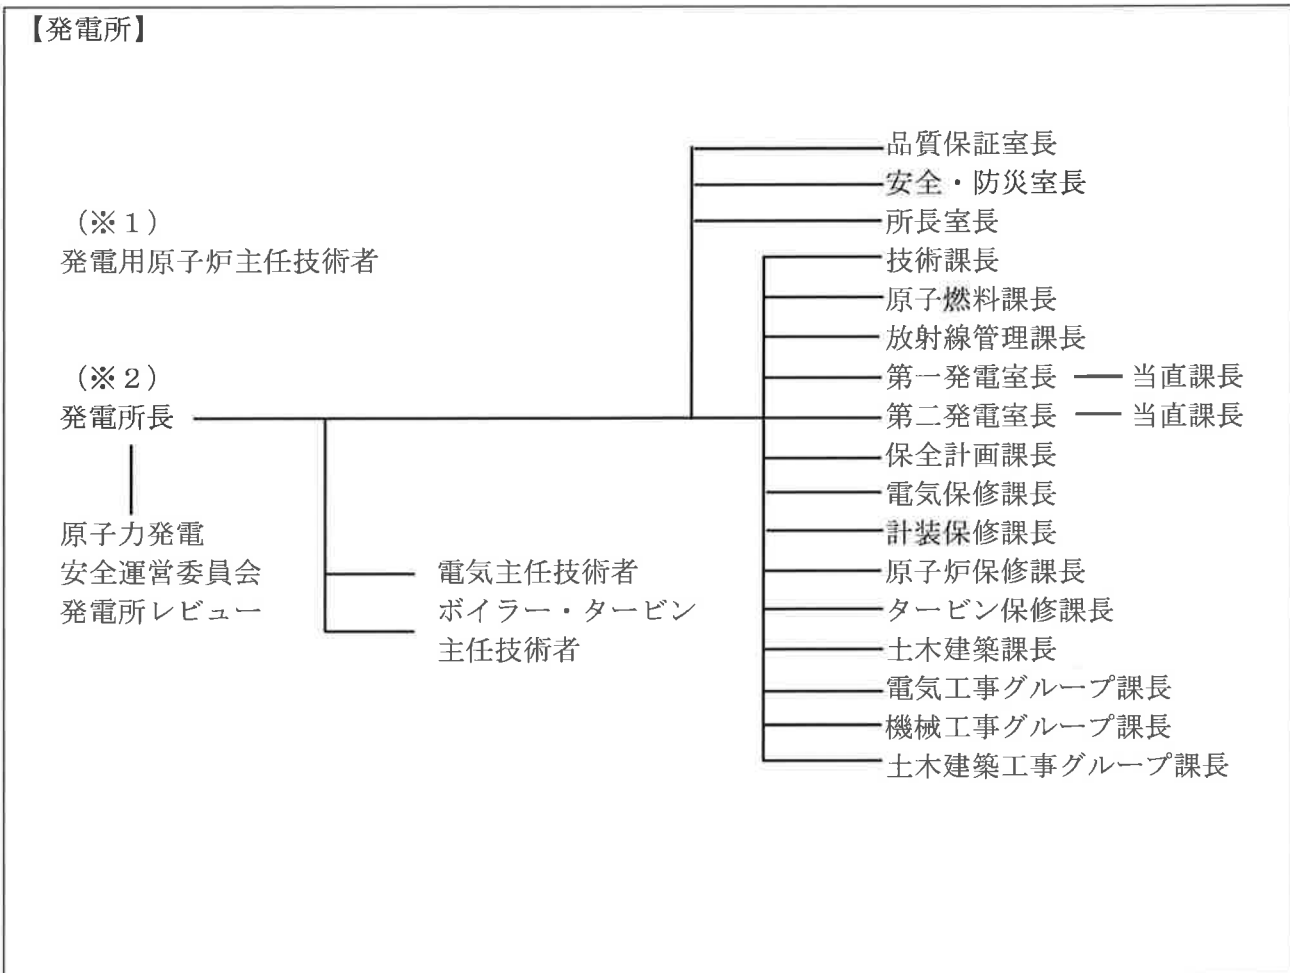 【発電所】
(※1)
発電用原子炉主任技術者
(※2)
発電所長
原子力発電
安全運営委員会
発電所レビュー
電気主任技術者
ボイラー・タービン
主任技術者
品質保証室長
安全・防災室長
所長室長
技術課長
原子燃料課長
放射線管理課長
第一発電室長 ── 当直課長
第二発電室長 ── 当直課長
保全計画課長
電気保修課長
計装保修課長
原子炉保修課長
タービン保修課長
土木建築課長
電気工事グループ課長
機械工事グループ課長
土木建築工事グループ課長